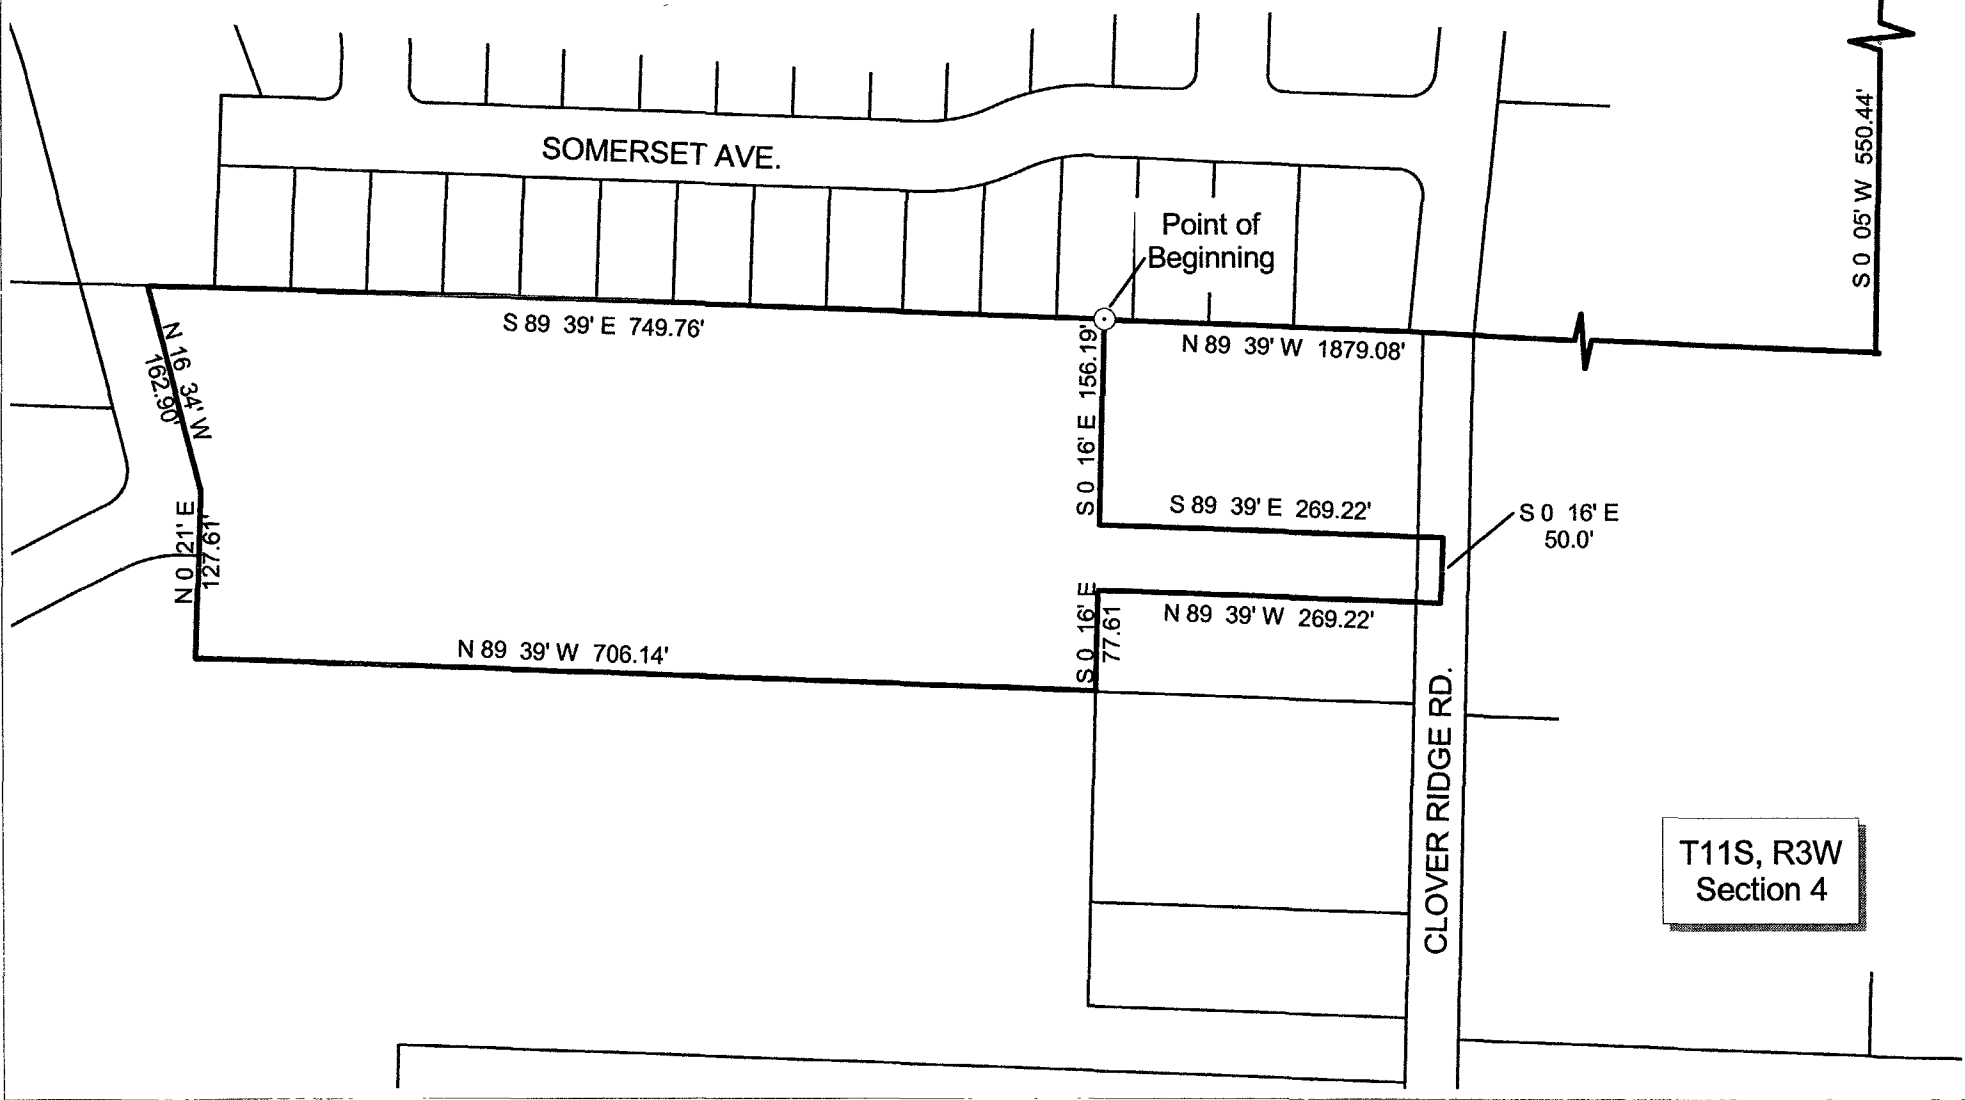 SOMERSET AVE.
S 0 05' W 550.44'
Point of
Beginning
S 89 39' E 749.76'
N 89 39' W 1879.08'
N 16 34' W
162.90'
S 0 16' E 156.19'
S 89 39' E 269.22'
S 0 16' E
50.0'
N 0 21' E
127.61'
N 89 39' W 269.22'
S 0 16' E
77.61
N 89 39' W 706.14'
CLOVER RIDGE RD.
T11S, R3W
Section 4